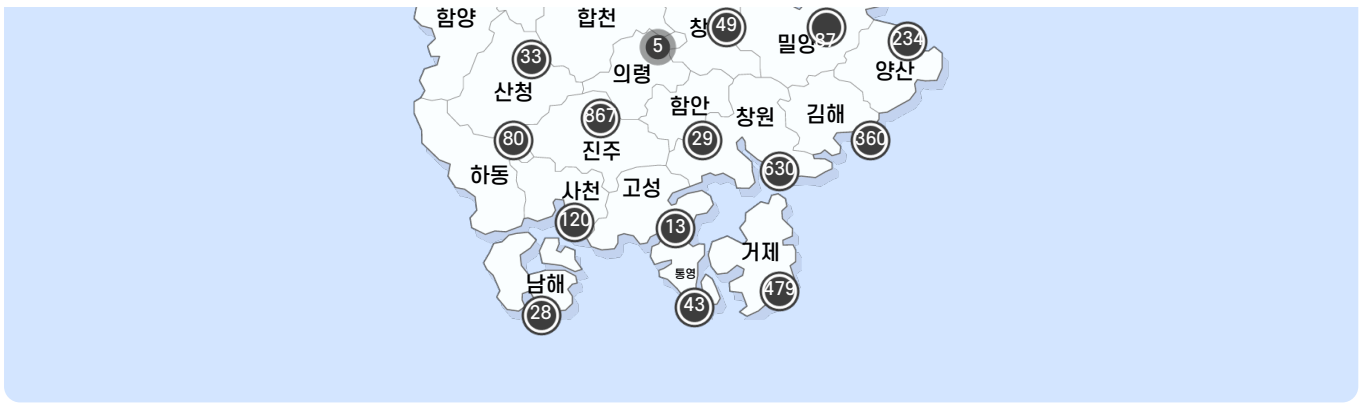 함양
합천
창
49
밀양
87
234
양산
33
산청
5
의령
함안
창원
김해
867
진주
80
29
360
하동
630
사천
고성
120
13
거제
통영
남해
479
28
43